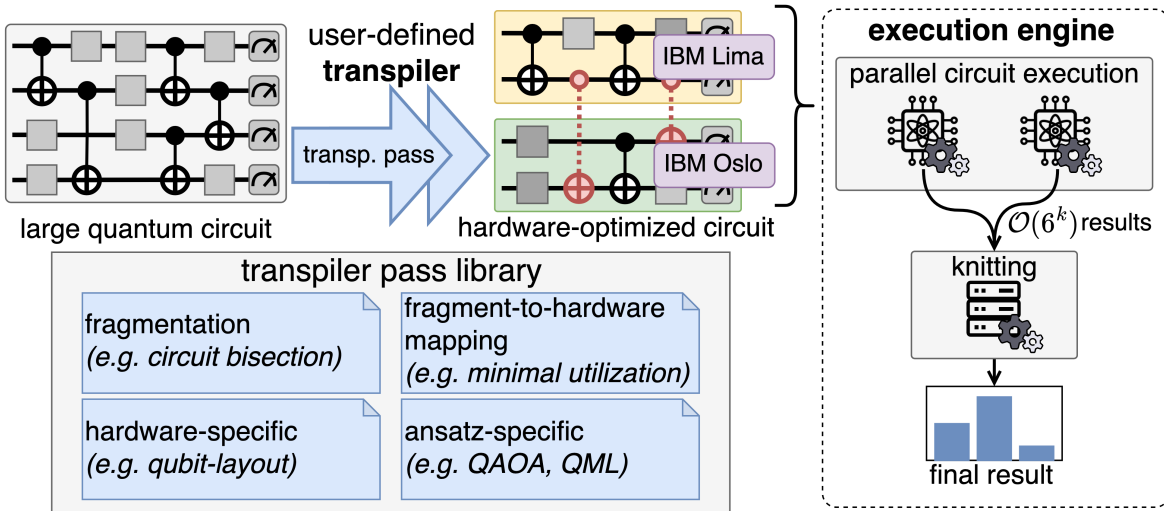 user-defined
transpiler
transp. pass
large quantum circuit
IBM Lima
IBM Oslo
hardware-optimized circuit
execution engine
parallel circuit execution
𝒪(6^k) results
knitting
final result
transpiler pass library
fragmentation
(e.g. circuit bisection)
fragment-to-hardware
mapping
(e.g. minimal utilization)
hardware-specific
(e.g. qubit-layout)
ansatz-specific
(e.g. QAOA, QML)